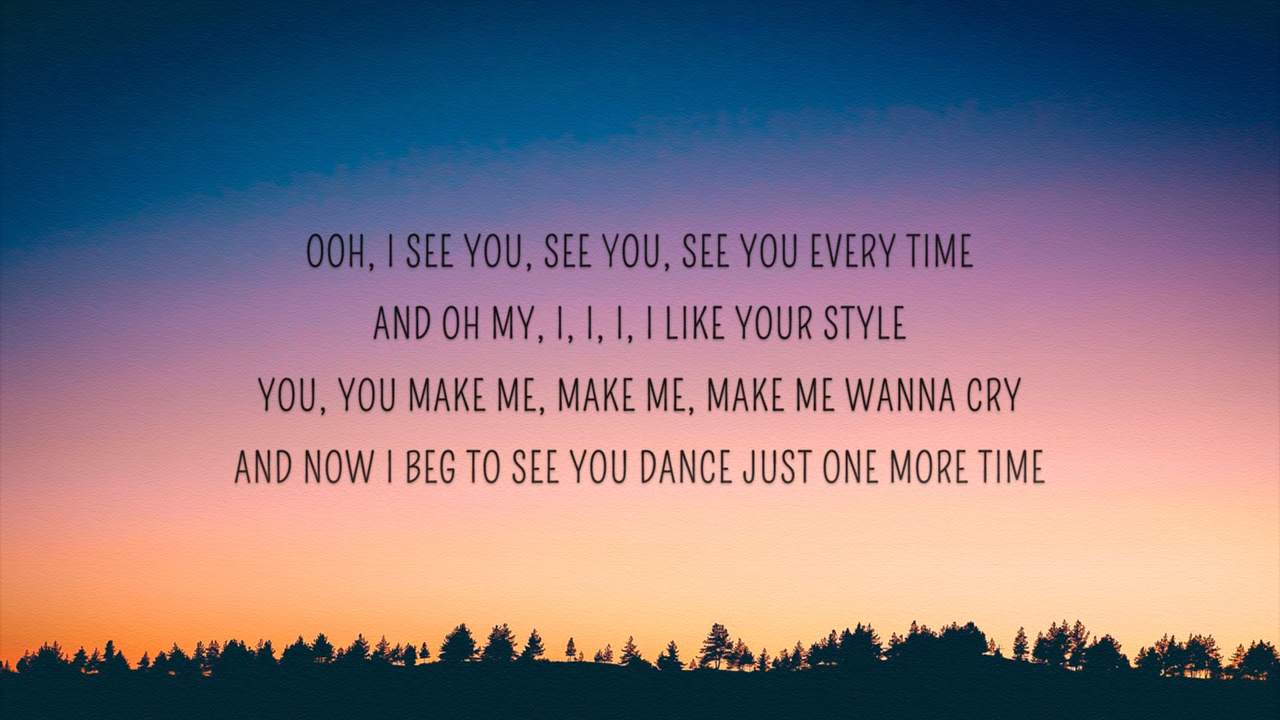 OOH, I SEE YOU, SEE YOU, SEE YOU EVERY TIME
AND OH MY, I, I, I, I LIKE YOUR STYLE
YOU, YOU MAKE ME, MAKE ME, MAKE ME WANNA CRY
AND NOW I BEG TO SEE YOU DANCE JUST ONE MORE TIME